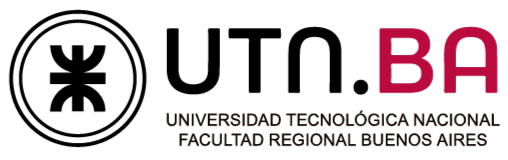 UTN.BA
UNIVERSIDAD TECNOLÓGICA NACIONAL
FACULTAD REGIONAL BUENOS AIRES